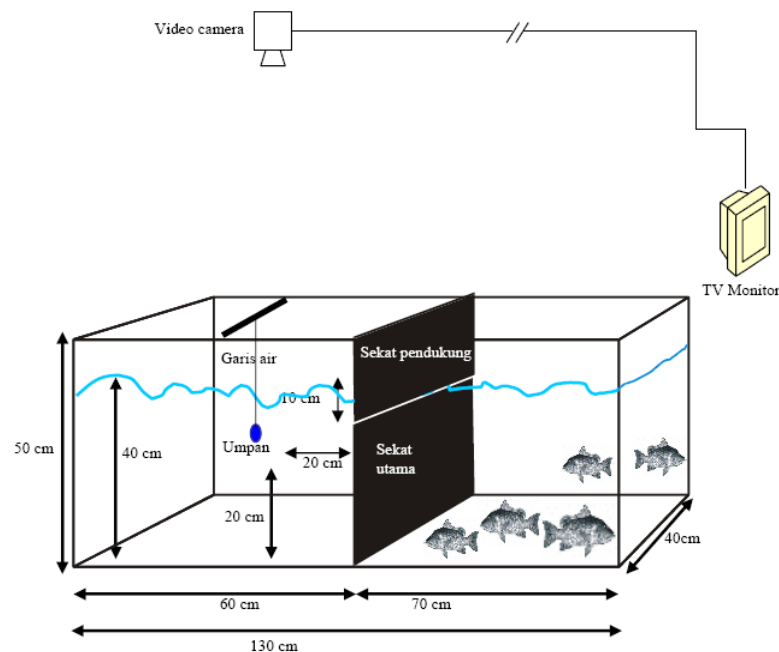 Video camera
TV Monitor
Sekat pendukung
Garis air
10 cm
50 cm
40 cm
Umpan
20 cm
Sekat
utama
20 cm
40cm
60 cm
70 cm
130 cm